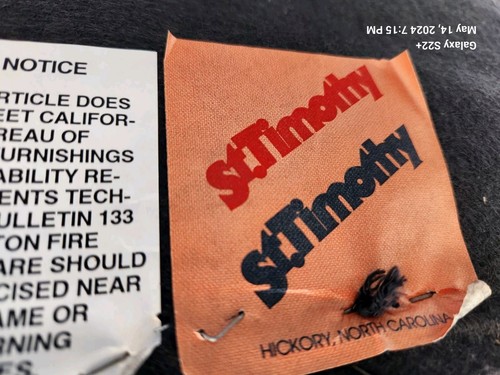 NOTICE
RTICLE DOES
EET CALIFOR-
REAU OF
URNISHINGS
ABILITY RE-
ENTS TECH-
ULLETIN 133
TON FIRE
ARE SHOULD
CISED NEAR
AME OR
RNING
ES
St.Timothy
St.Timothy
HICKORY, NORTH CAROLINA
Galaxy S22+
May 14, 2024 7:15 PM